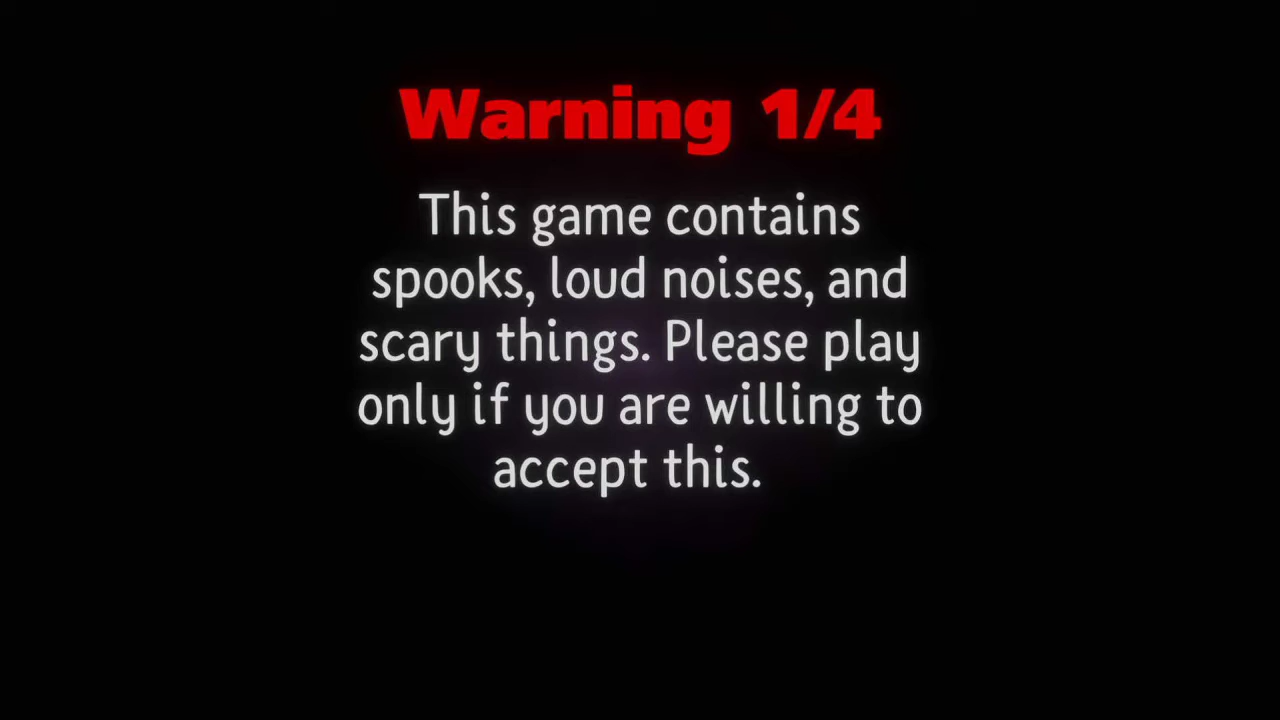 Warning 1/4
This game contains
spooks, loud noises, and
scary things. Please play
only if you are willing to
accept this.